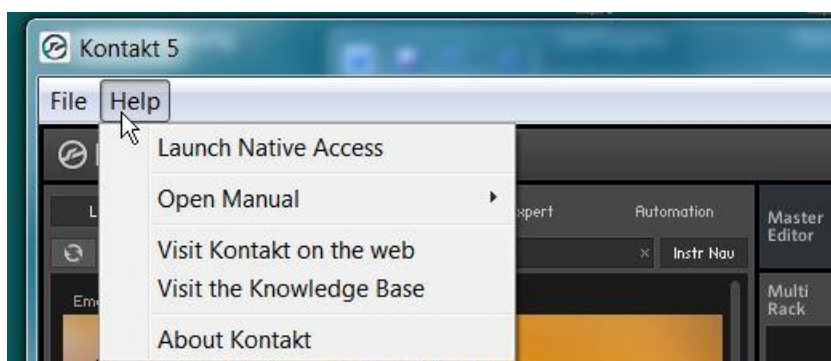 Kontakt 5
File Help
Launch Native Access
Open Manual
Visit Kontakt on the web
Visit the Knowledge Base
About Kontakt
Automation
Instr Nav
Master
Editor
Multi
Rack